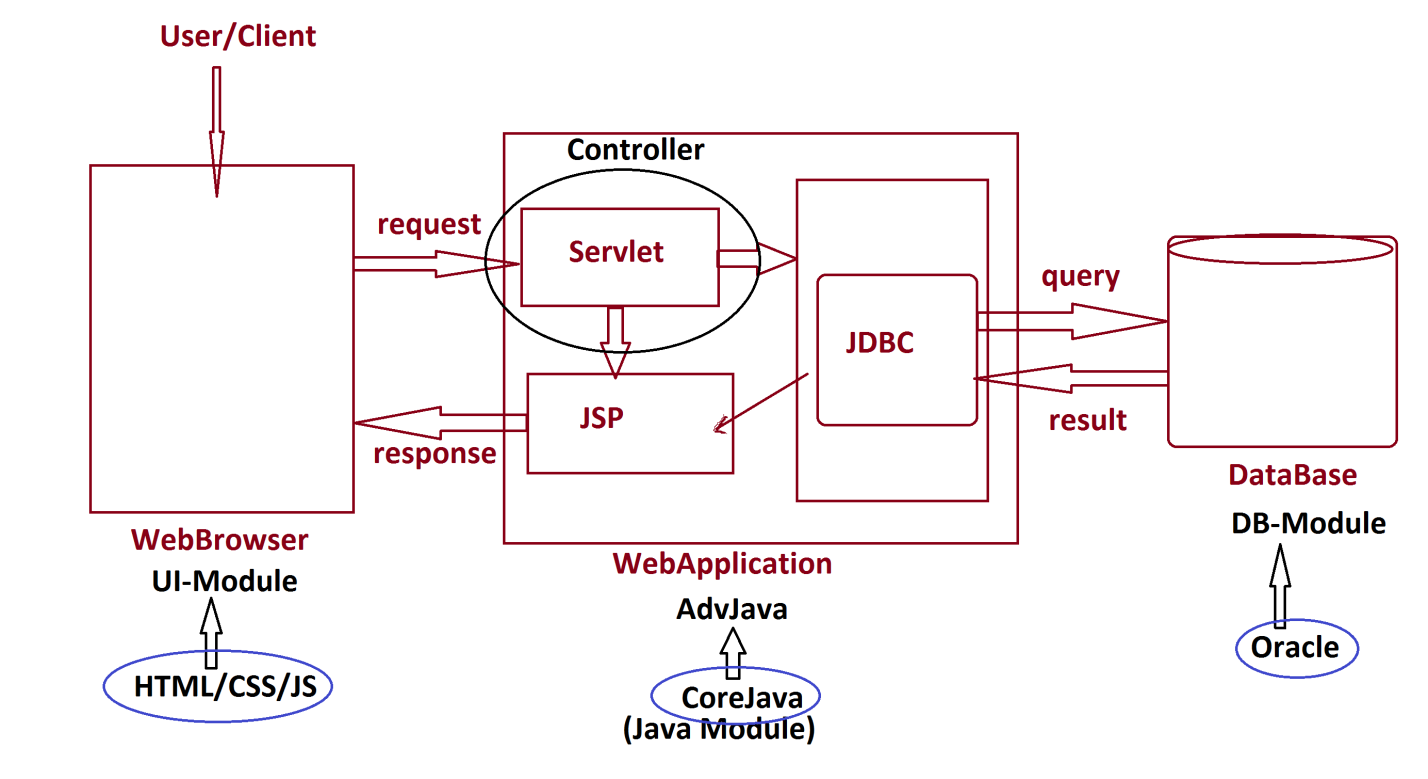 User/Client
Controller
request
Servlet
query
JDBC
JSP
response
result
DataBase
DB-Module
WebBrowser
UI-Module
WebApplication
AdvJava
Oracle
HTML/CSS/JS
CoreJava
(Java Module)